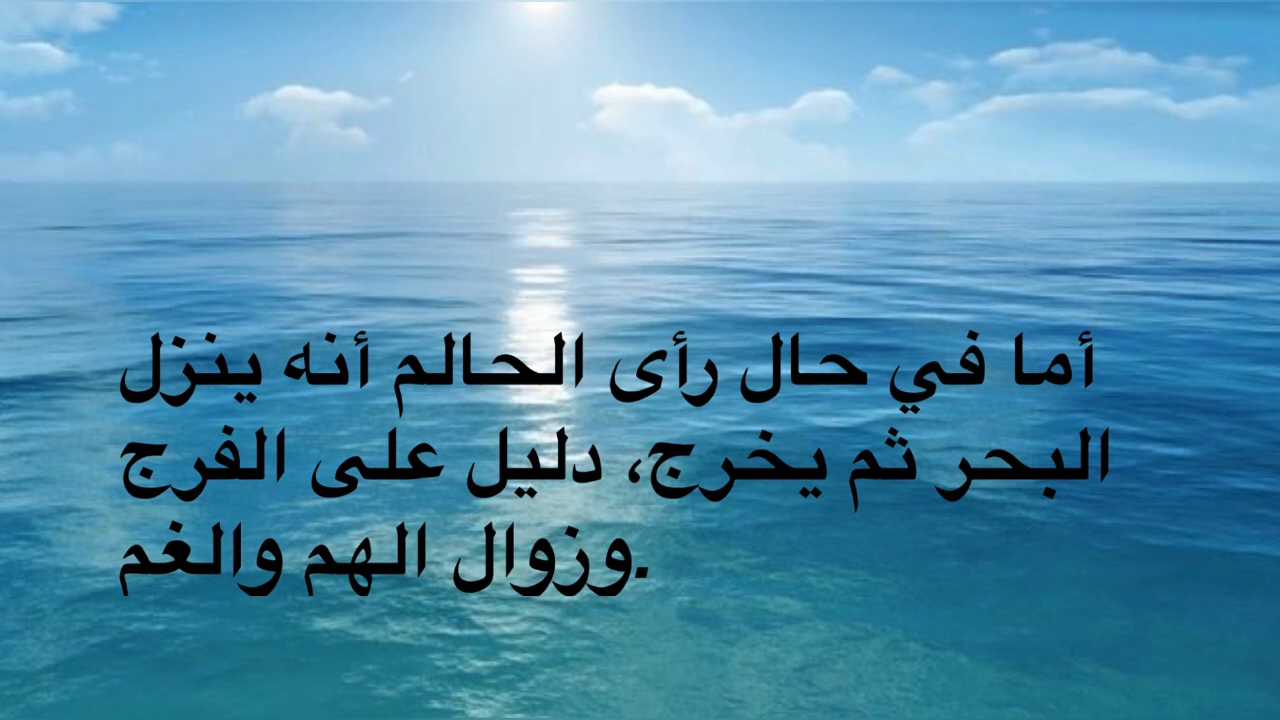 أما في حال رأى الحالم أنه ينزل
البحر ثم يخرج، دليل على الفرج
وزوال الهم والغم.